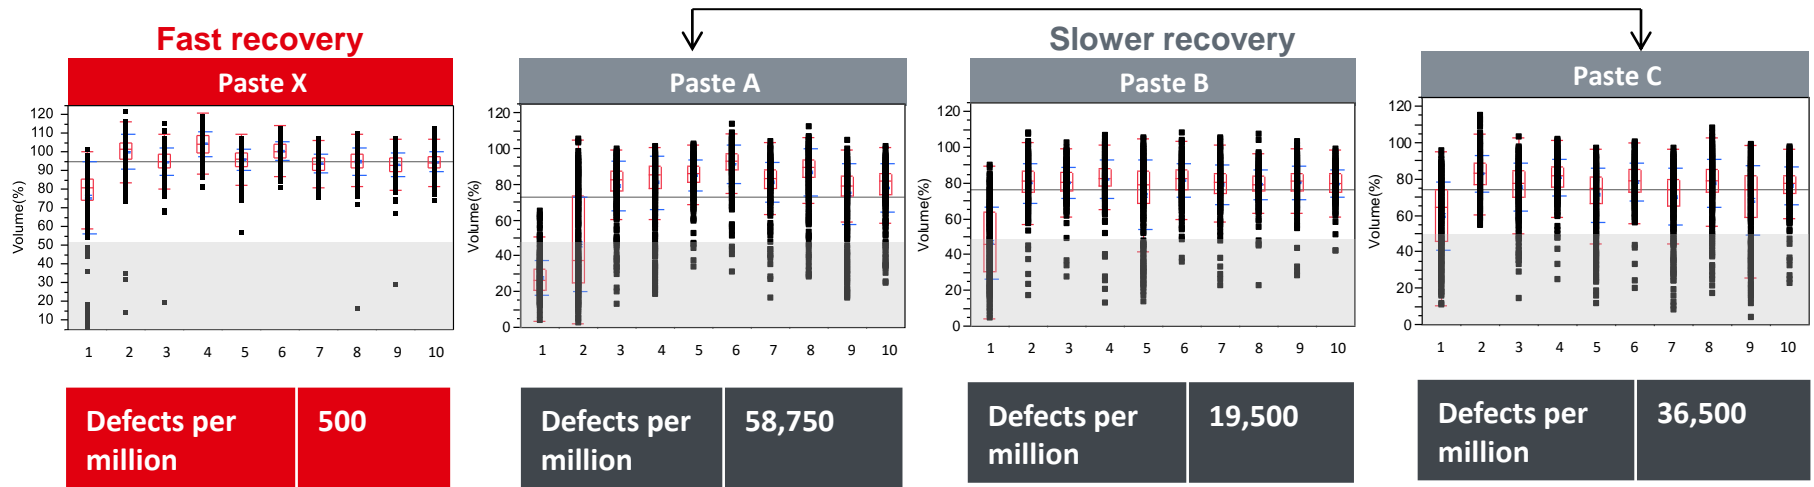 Fast recovery
Slower recovery
Paste X
Paste A
Paste B
Paste C
Volume(%)
120
110
100
90
80
70
60
50
40
30
20
10
1 2 3 4 5 6 7 8 9 10
Volume(%)
120
100
80
60
40
20
0
1 2 3 4 5 6 7 8 9 10
Volume(%)
120
100
80
60
40
20
0
1 2 3 4 5 6 7 8 9 10
Volume(%)
120
100
80
60
40
20
0
1 2 3 4 5 6 7 8 9 10
Defects per 500
million
Defects per 58,750
million
Defects per 19,500
million
Defects per 36,500
million